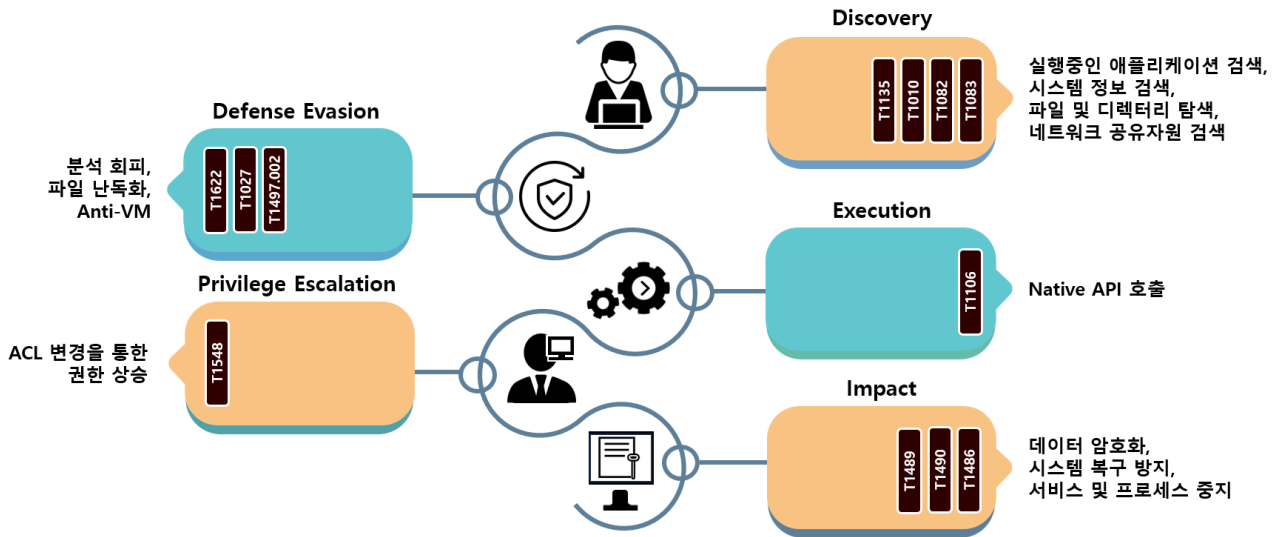 Discovery
T1135
T1010
T1082
T1083
실행중인 애플리케이션 검색,
시스템 정보 검색,
파일 및 디렉터리 탐색,
네트워크 공유자원 검색
Defense Evasion
분석 회피,
파일 난독화,
Anti-VM
T1622
T1027
T1497.002
Execution
T1106
Native API 호출
Privilege Escalation
ACL 변경을 통한
권한 상승
T1548
Impact
T1489
T1490
T1486
데이터 암호화,
시스템 복구 방지,
서비스 및 프로세스 중지